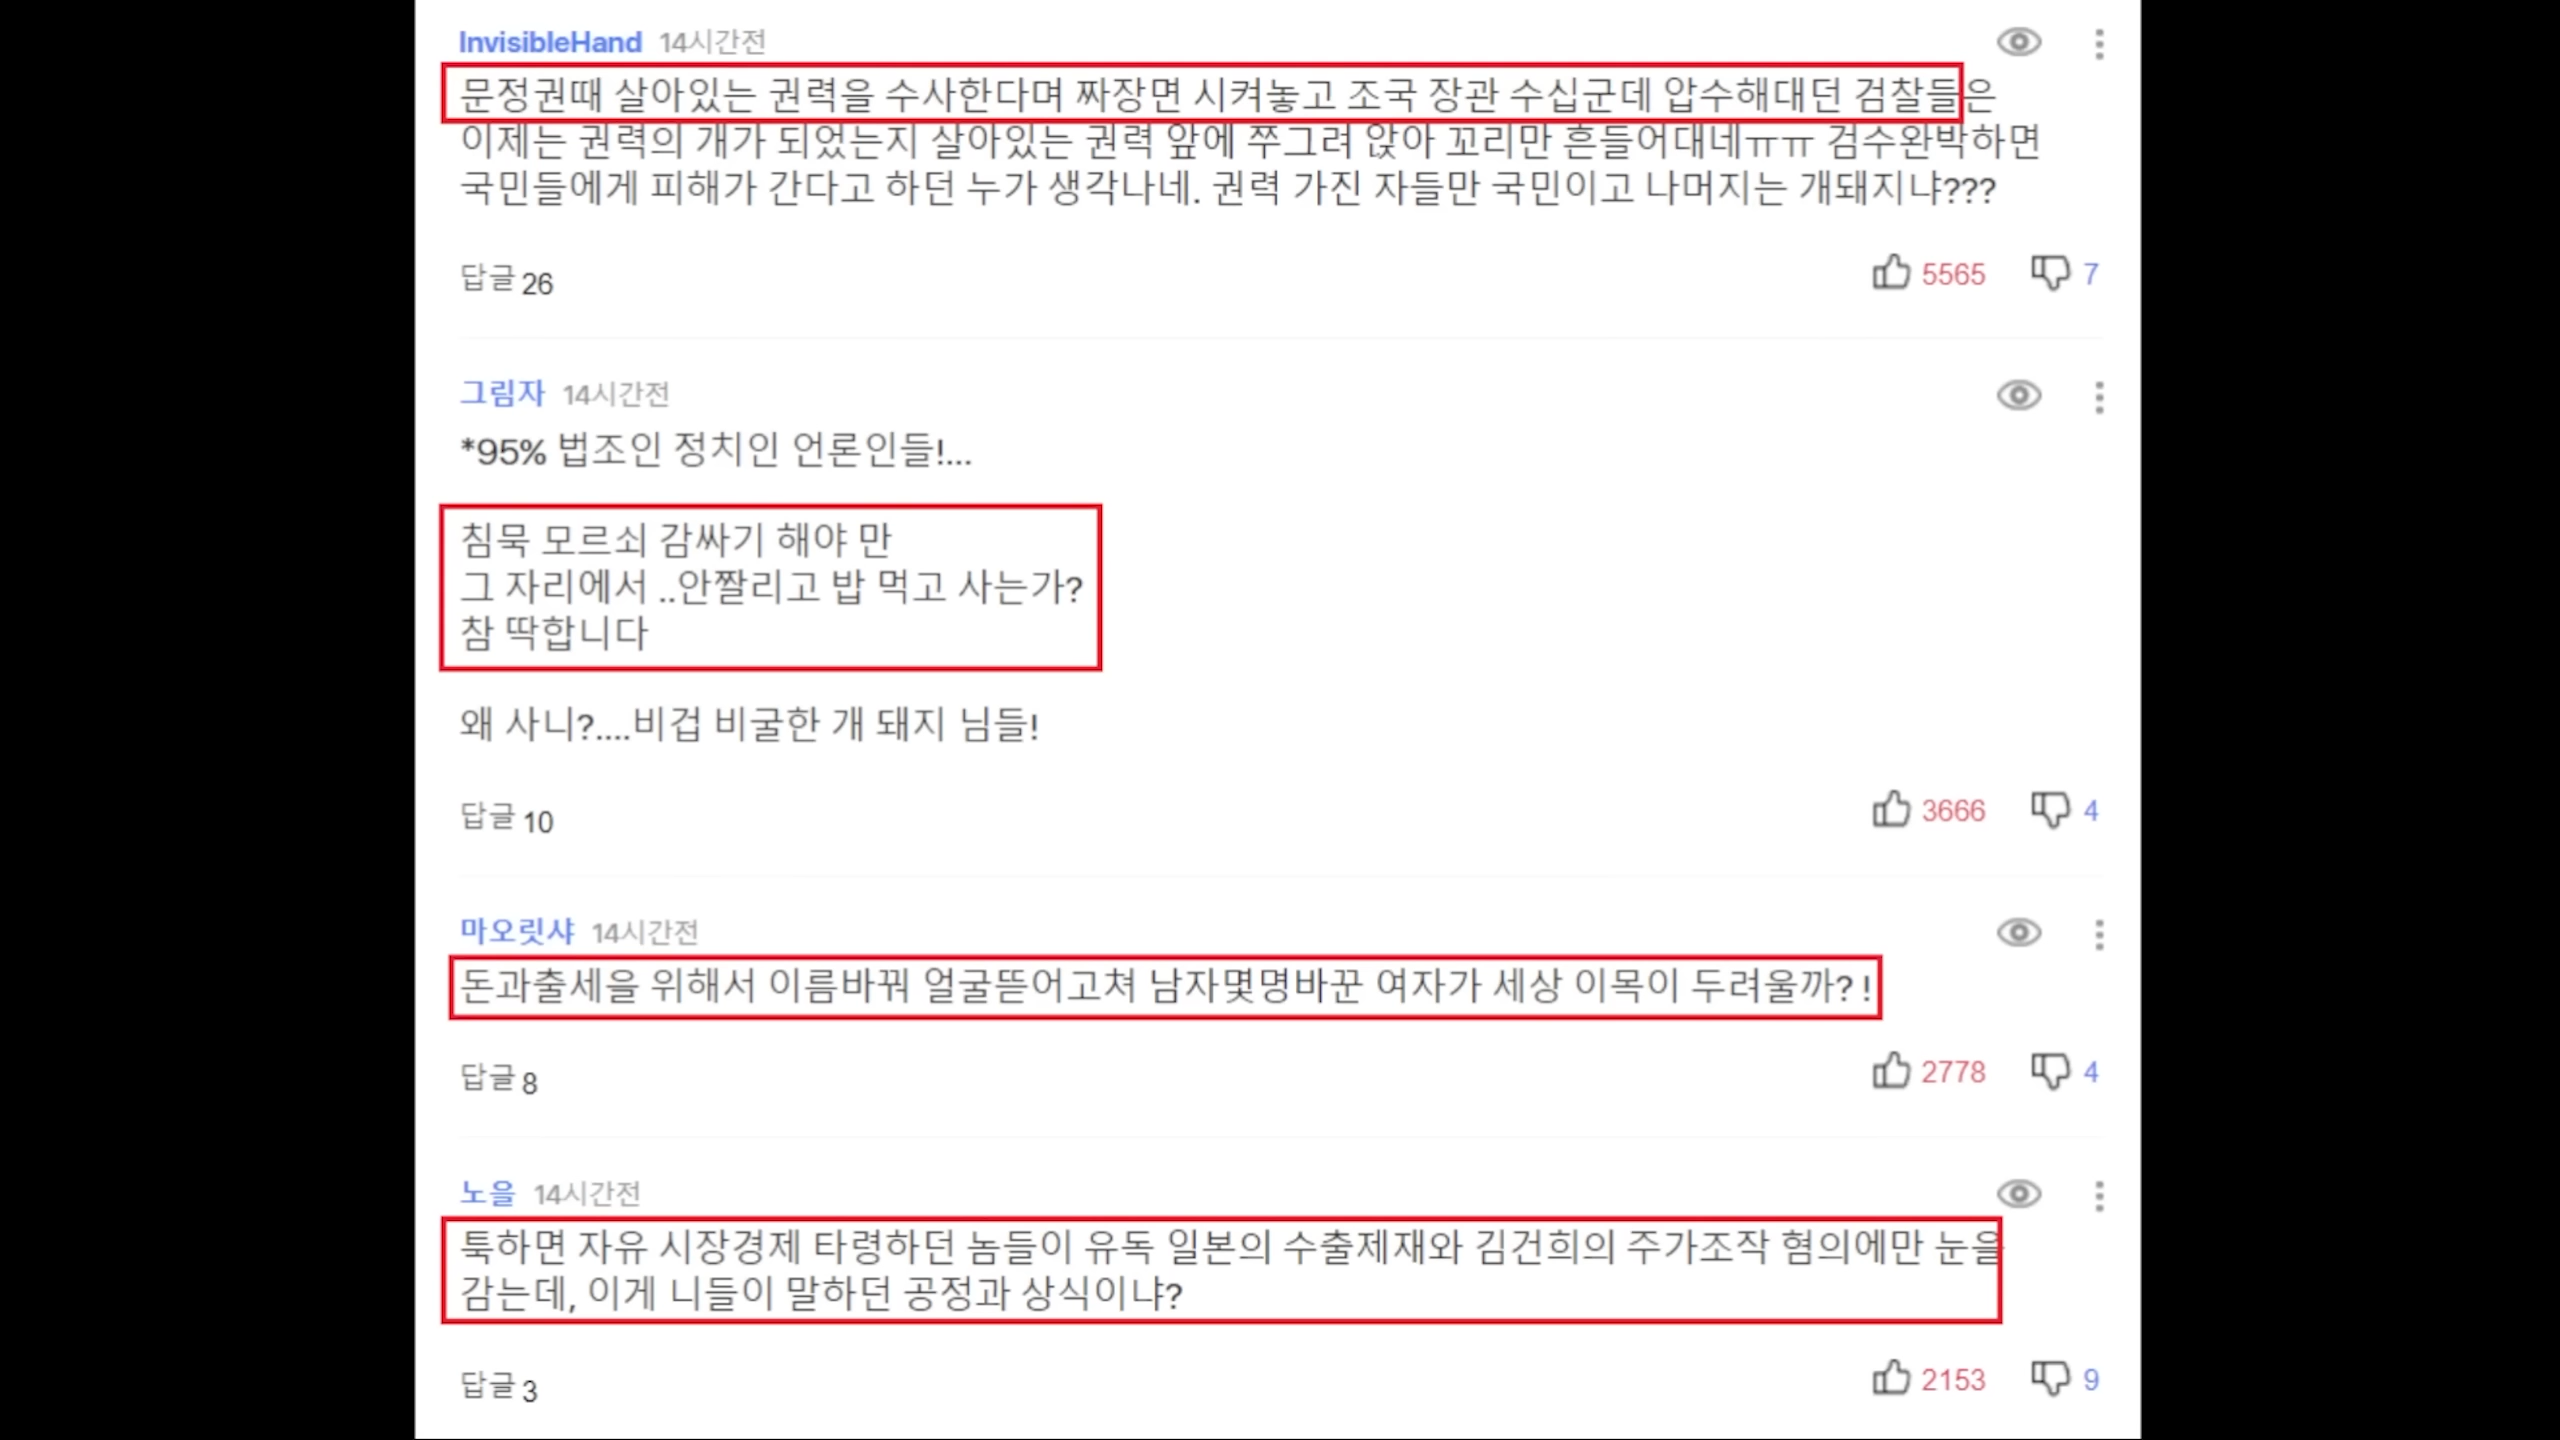 InvisibleHand 14시간전
문정권때 살아있는 권력을 수사한다며 짜장면 시켜놓고 조국 장관 수십군데 압수해대던 검찰들은
이제는 권력의 개가 되었는지 살아있는 권력 앞에 쭈그려 앉아 꼬리만 흔들어대네ㅠㅠ 검수완박하면
국민들에게 피해가 간다고 하던 누가 생각나네. 권력 가진 자들만 국민이고 나머지는 개돼지냐???
답글 26 5565 7
그림자 14시간전
*95% 법조인 정치인 언론인들!...
침묵 모르쇠 감싸기 해야 만
그 자리에서 ..안짤리고 밥 먹고 사는가?
참 딱합니다
왜 사니?....비겁 비굴한 개 돼지 님들!
답글 10 3666 4
마오릿샤 14시간전
돈과출세을 위해서 이름바꿔 얼굴뜯어고쳐 남자몇명바꾼 여자가 세상 이목이 두려울까? !
답글 8 2778 4
노을 14시간전
툭하면 자유 시장경제 타령하던 놈들이 유독 일본의 수출제재와 김건희의 주가조작 혐의에만 눈을
감는데, 이게 니들이 말하던 공정과 상식이냐?
답글 3 2153 9